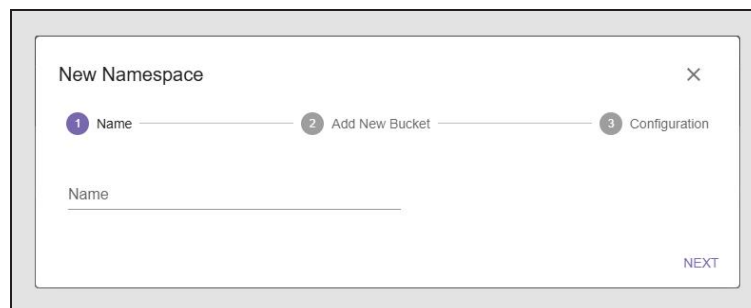 New Namespace
1 Name 2 Add New Bucket 3 Configuration
Name
NEXT